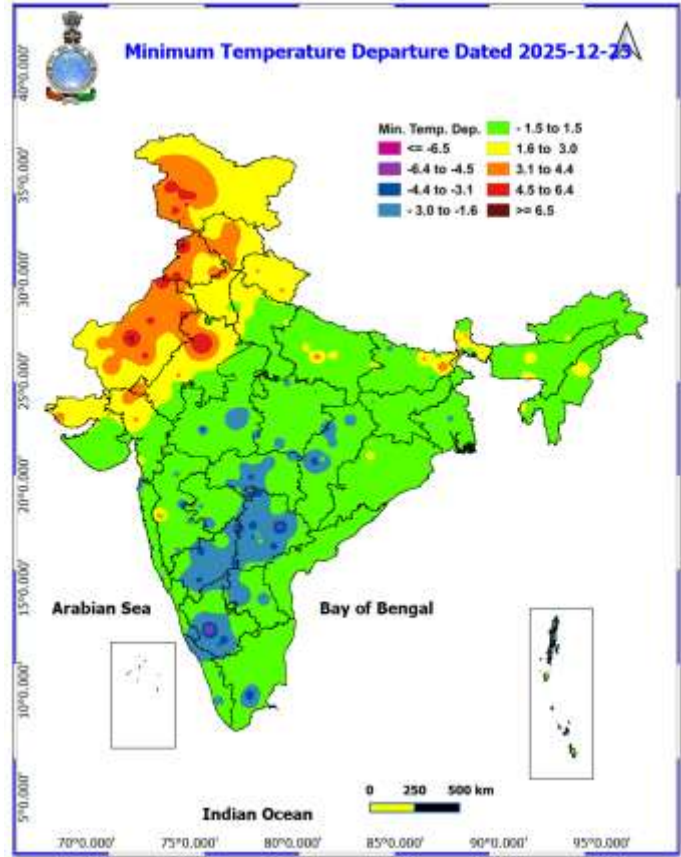 Minimum Temperature Departure Dated 2025-12-23
Min. Temp. Dep.
<= -6.5
-6.4 to -4.5
-4.4 to -3.1
- 3.0 to -1.6
- 1.5 to 1.5
1.6 to 3.0
3.1 to 4.4
4.5 to 6.4
>= 6.5
40°0.000'
35°0.000'
30°0.000'
25°0.000'
20°0.000'
15°0.000'
10°0.000'
5°0.000'
Arabian Sea
Bay of Bengal
0 250 500 km
Indian Ocean
70°0.000' 75°0.000' 80°0.000' 85°0.000' 90°0.000' 95°0.000'